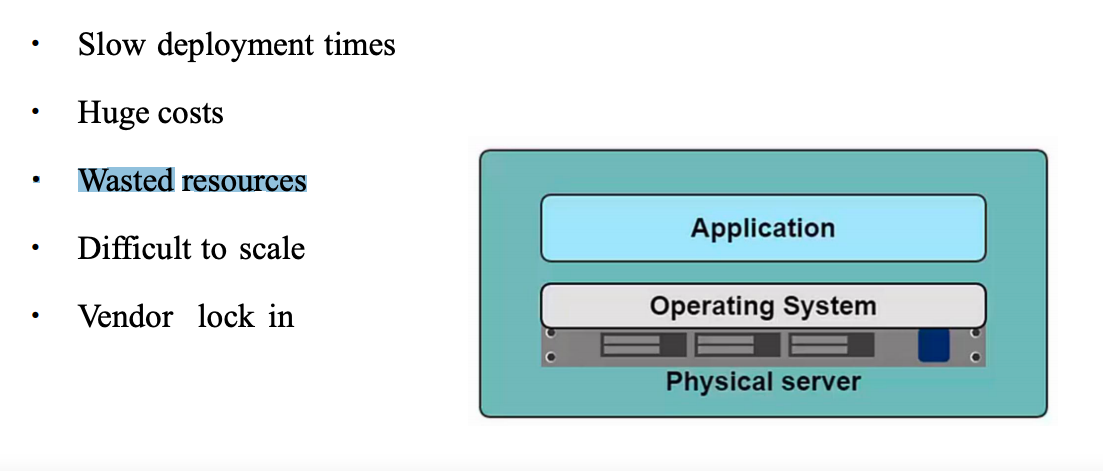 • Slow deployment times
• Huge costs
• Wasted resources
• Difficult to scale
• Vendor lock in
Application
Operating System
Physical server